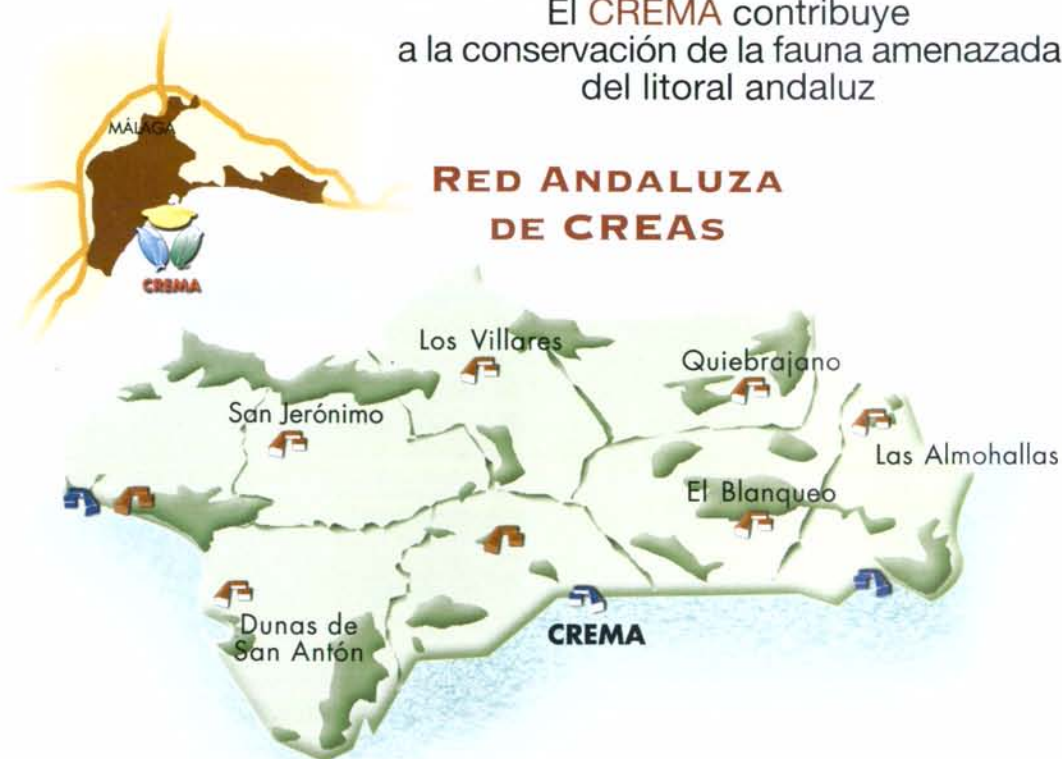 El CREMA contribuye
a la conservación de la fauna amenazada
del litoral andaluz
MÁLAGA
CREMA
RED ANDALUZA
DE CREAs
Los Villares
Quiebrajano
San Jerónimo
Las Almohallas
El Blanqueo
Dunas de
San Antón
CREMA